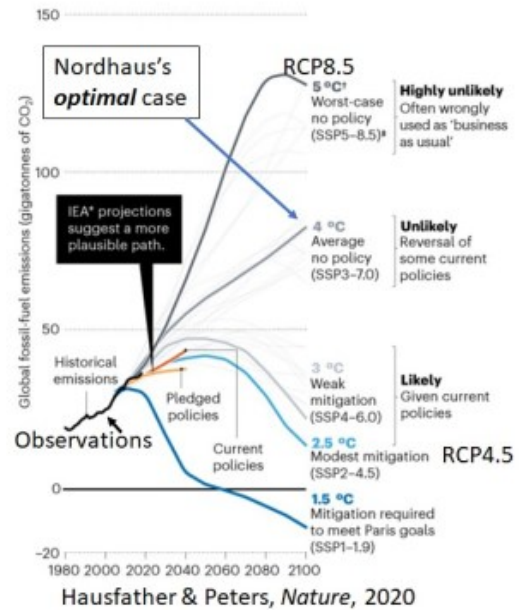 150
100
50
0
−20
Global fossil-fuel emissions (gigatonnes of CO₂)
Nordhaus's
optimal case
RCP8.5
5 °C†
Worst-case
no policy
(SSP5–8.5)‡
Highly unlikely
Often wrongly
used as 'business
as usual'
IEA* projections
suggest a more
plausible path.
4 °C
Average
no policy
(SSP3–7.0)
Unlikely
Reversal of
some current
policies
Historical
emissions
Observations
Pledged
policies
Current
policies
3 °C
Weak
mitigation
(SSP4–6.0)
Likely
Given current
policies
2.5 °C
Modest mitigation
(SSP2–4.5)
RCP4.5
1.5 °C
Mitigation required
to meet Paris goals
(SSP1–1.9)
1980 2000 2020 2040 2060 2080 2100
Hausfather & Peters, Nature, 2020